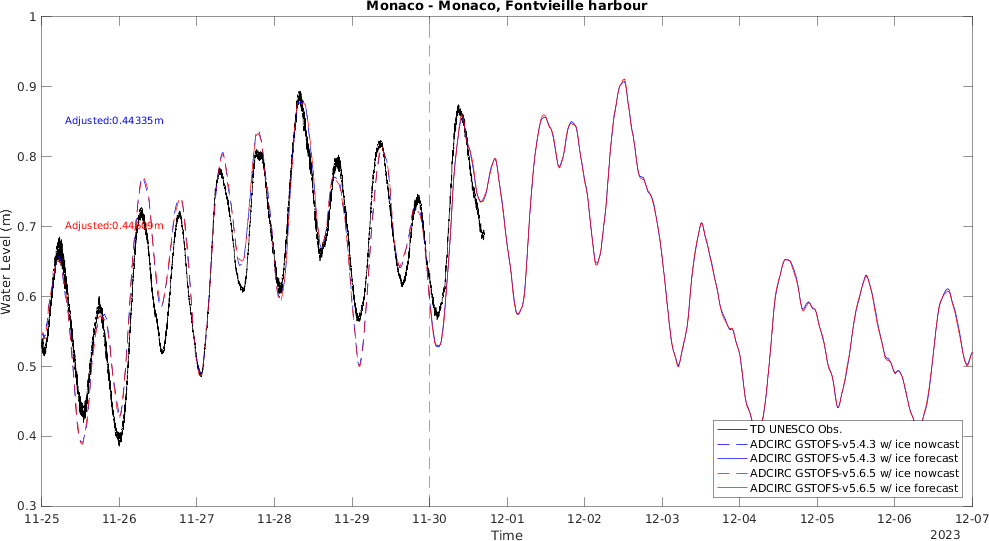 Monaco - Monaco, Fontvieille harbour
Water Level (m)
1
0.9
0.8
0.7
0.6
0.5
0.4
0.3
Adjusted:0.44335m
TD UNESCO Obs.
ADCIRC GSTOFS-v5.4.3 w/ ice nowcast
ADCIRC GSTOFS-v5.4.3 w/ ice forecast
ADCIRC GSTOFS-v5.6.5 w/ ice nowcast
ADCIRC GSTOFS-v5.6.5 w/ ice forecast
11-25 11-26 11-27 11-28 11-29 11-30 12-01 12-02 12-03 12-04 12-05 12-06 12-07
Time
2023